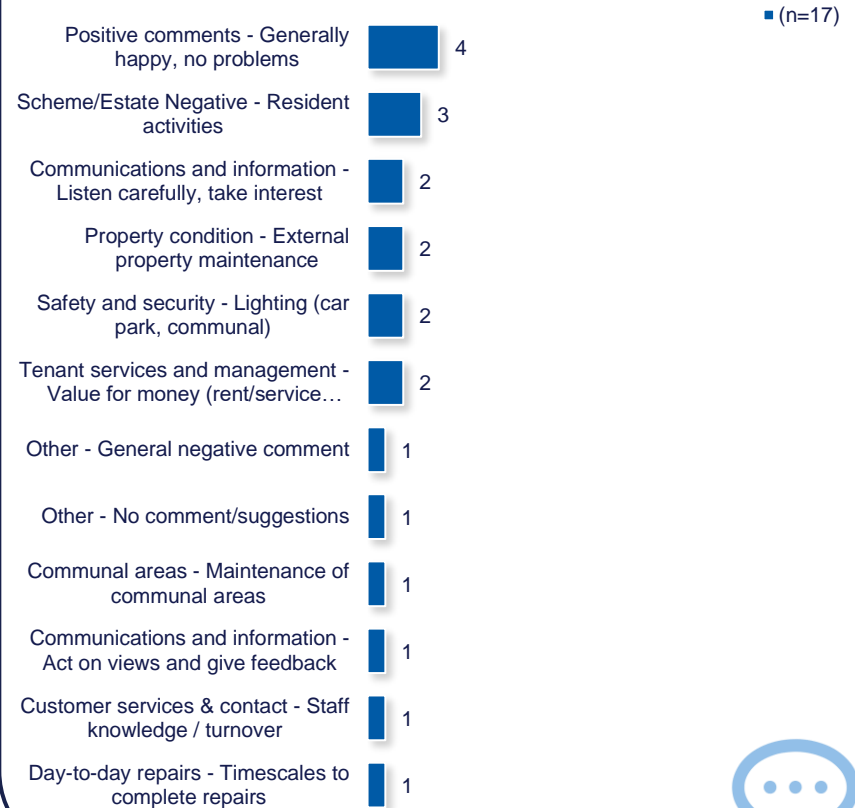 (n=17)
Positive comments - Generally
happy, no problems
4
Scheme/Estate Negative - Resident
activities
3
Communications and information -
Listen carefully, take interest
2
Property condition - External
property maintenance
2
Safety and security - Lighting (car
park, communal)
2
Tenant services and management -
Value for money (rent/service…
2
Other - General negative comment
1
Other - No comment/suggestions
1
Communal areas - Maintenance of
communal areas
1
Communications and information -
Act on views and give feedback
1
Customer services & contact - Staff
knowledge / turnover
1
Day-to-day repairs - Timescales to
complete repairs
1